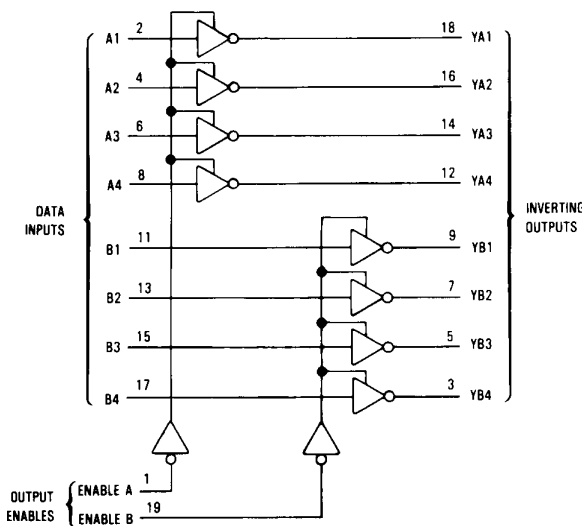 A1 2 18 YA1
A2 4 16 YA2
A3 6 14 YA3
A4 8 12 YA4
DATA
INPUTS
INVERTING
OUTPUTS
B1 11 9 YB1
B2 13 7 YB2
B3 15 5 YB3
B4 17 3 YB4
OUTPUT
ENABLES
ENABLE A 1
ENABLE B 19